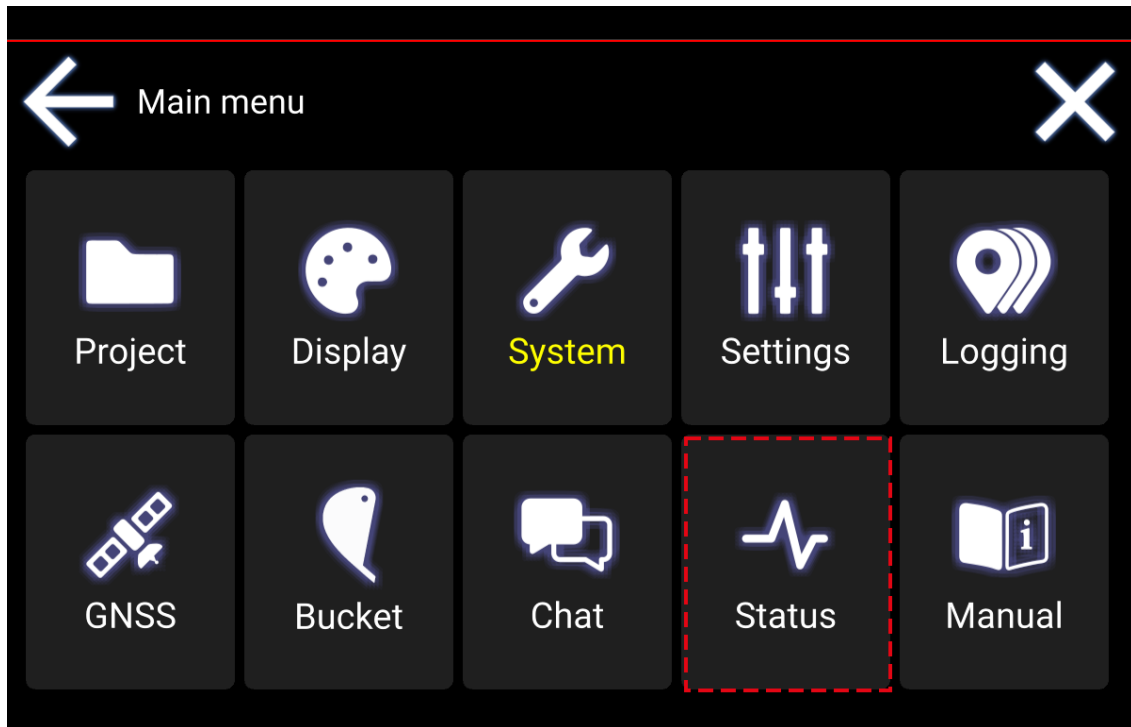 Main menu
Project
Display
System
Settings
Logging
GNSS
Bucket
Chat
Status
i
Manual